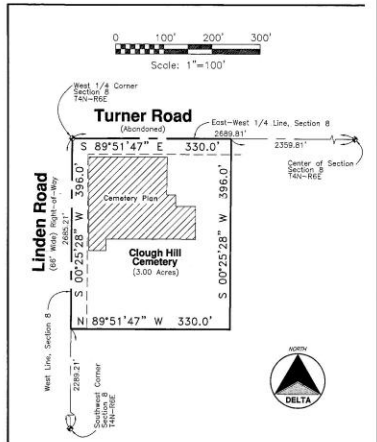 0 100' 200' 300'
Scale: 1"=100'
West 1/4 Corner
Section 8
T4N-R6E
Turner Road
(Abandoned)
East-West 1/4 Line, Section 8
2689.81'
S 89°51'47" E 330.0'
2359.81'
Center of Section
Section 8
T4N-R6E
Linden Road
(66' Wide) Right-of-Way
2685.21'
S 00°25'28" W 396.0'
Cemetery Plan
Clough Hill
Cemetery
(3.00 Acres)
S 00°25'28" W 396.0'
N 89°51'47" W 330.0'
West Line, Section 8
2289.21'
Southwest Corner
Section 8
T4N-R6E
NORTH
DELTA